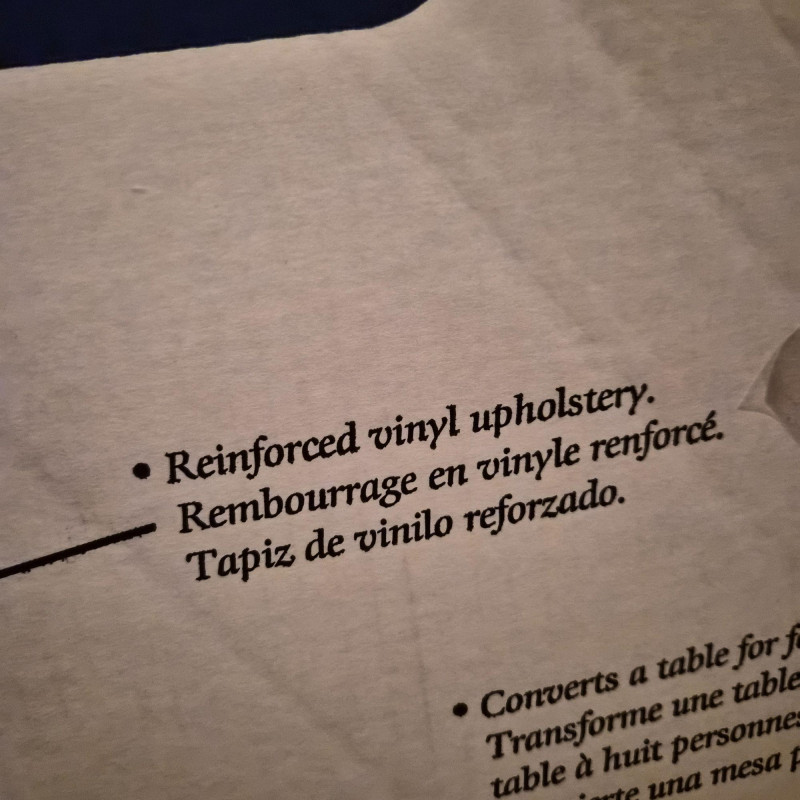 • Reinforced vinyl upholstery.
Rembourrage en vinyle renforcé.
Tapiz de vinilo reforzado.
• Converts a table for
Transforme une table
table à huit personnes
una mesa